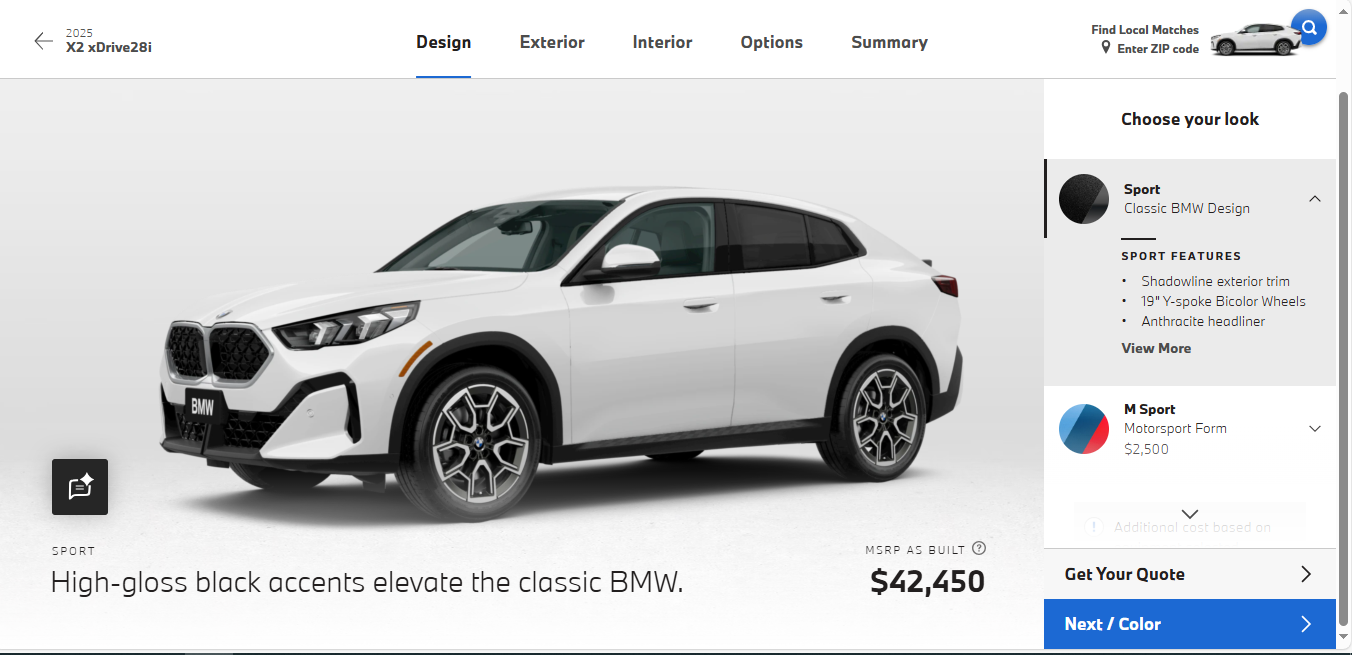 2025
X2 xDrive28i
Design
Exterior
Interior
Options
Summary
Find Local Matches
Enter ZIP code
Choose your look
Sport
Classic BMW Design
SPORT FEATURES
• Shadowline exterior trim
• 19" Y-spoke Bicolor Wheels
• Anthracite headliner
View More
M Sport
Motorsport Form
$2,500
! Additional cost based on
BMW
SPORT
High-gloss black accents elevate the classic BMW.
MSRP AS BUILT ?
$42,450
Get Your Quote
Next / Color